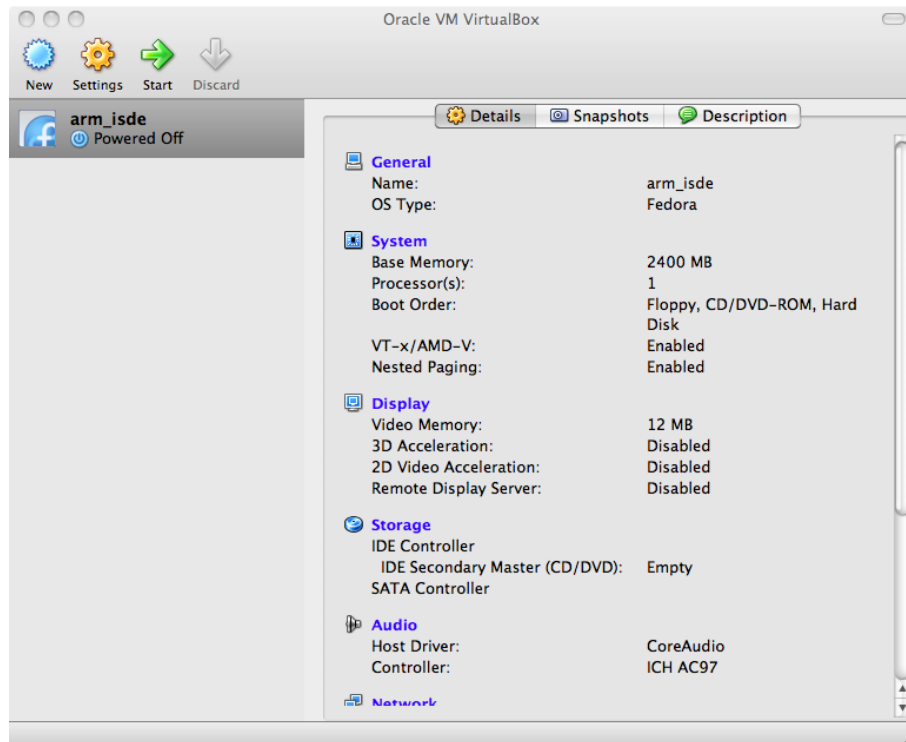 Oracle VM VirtualBox
New Settings Start Discard
arm_isde
Powered Off
Details Snapshots Description
General
Name: arm_isde
OS Type: Fedora
System
Base Memory: 2400 MB
Processor(s): 1
Boot Order: Floppy, CD/DVD-ROM, Hard
Disk
VT-x/AMD-V: Enabled
Nested Paging: Enabled
Display
Video Memory: 12 MB
3D Acceleration: Disabled
2D Video Acceleration: Disabled
Remote Display Server: Disabled
Storage
IDE Controller
IDE Secondary Master (CD/DVD): Empty
SATA Controller
Audio
Host Driver: CoreAudio
Controller: ICH AC97
Network